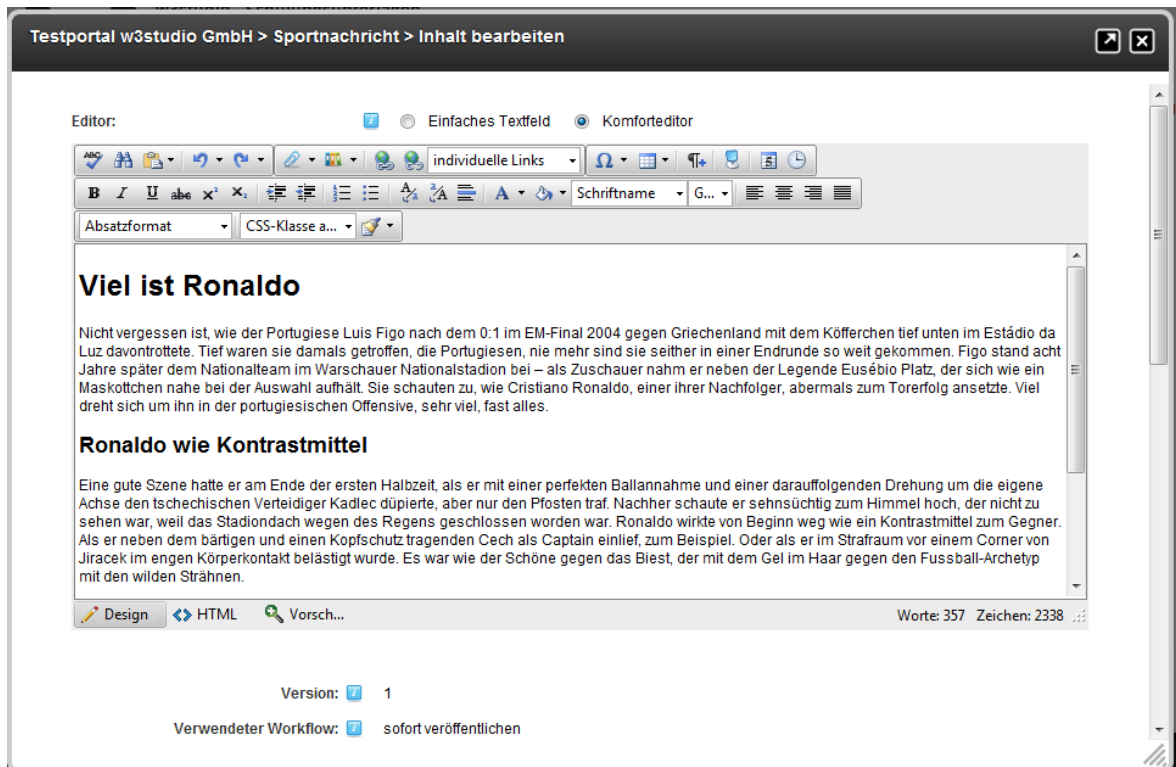 Testportal w3studio GmbH > Sportnachricht > Inhalt bearbeiten
Editor: Einfaches Textfeld Komforteditor
individuelle Links
B I U abc x² x₂ Schriftname G...
Absatzformat CSS-Klasse a...
Viel ist Ronaldo
Nicht vergessen ist, wie der Portugiese Luis Figo nach dem 0:1 im EM-Final 2004 gegen Griechenland mit dem Köfferchen tief unten im Estádio da
Luz davontrottete. Tief waren sie damals getroffen, die Portugiesen, nie mehr sind sie seither in einer Endrunde so weit gekommen. Figo stand acht
Jahre später dem Nationalteam im Warschauer Nationalstadion bei – als Zuschauer nahm er neben der Legende Eusébio Platz, der sich wie ein
Maskottchen nahe bei der Auswahl aufhält. Sie schauten zu, wie Cristiano Ronaldo, einer ihrer Nachfolger, abermals zum Torerfolg ansetzte. Viel
dreht sich um ihn in der portugiesischen Offensive, sehr viel, fast alles.
Ronaldo wie Kontrastmittel
Eine gute Szene hatte er am Ende der ersten Halbzeit, als er mit einer perfekten Ballannahme und einer darauffolgenden Drehung um die eigene
Achse den tschechischen Verteidiger Kadlec düpierte, aber nur den Pfosten traf. Nachher schaute er sehnsüchtig zum Himmel hoch, der nicht zu
sehen war, weil das Stadiondach wegen des Regens geschlossen worden war. Ronaldo wirkte von Beginn weg wie ein Kontrastmittel zum Gegner.
Als er neben dem bärtigen und einen Kopfschutz tragenden Cech als Captain einlief, zum Beispiel. Oder als er im Strafraum vor einem Corner von
Jiracek im engen Körperkontakt belästigt wurde. Es war wie der Schöne gegen das Biest, der mit dem Gel im Haar gegen den Fussball-Archetyp
mit den wilden Strähnen.
Design HTML Vorsch... Worte: 357 Zeichen: 2338
Version: 1
Verwendeter Workflow: sofort veröffentlichen